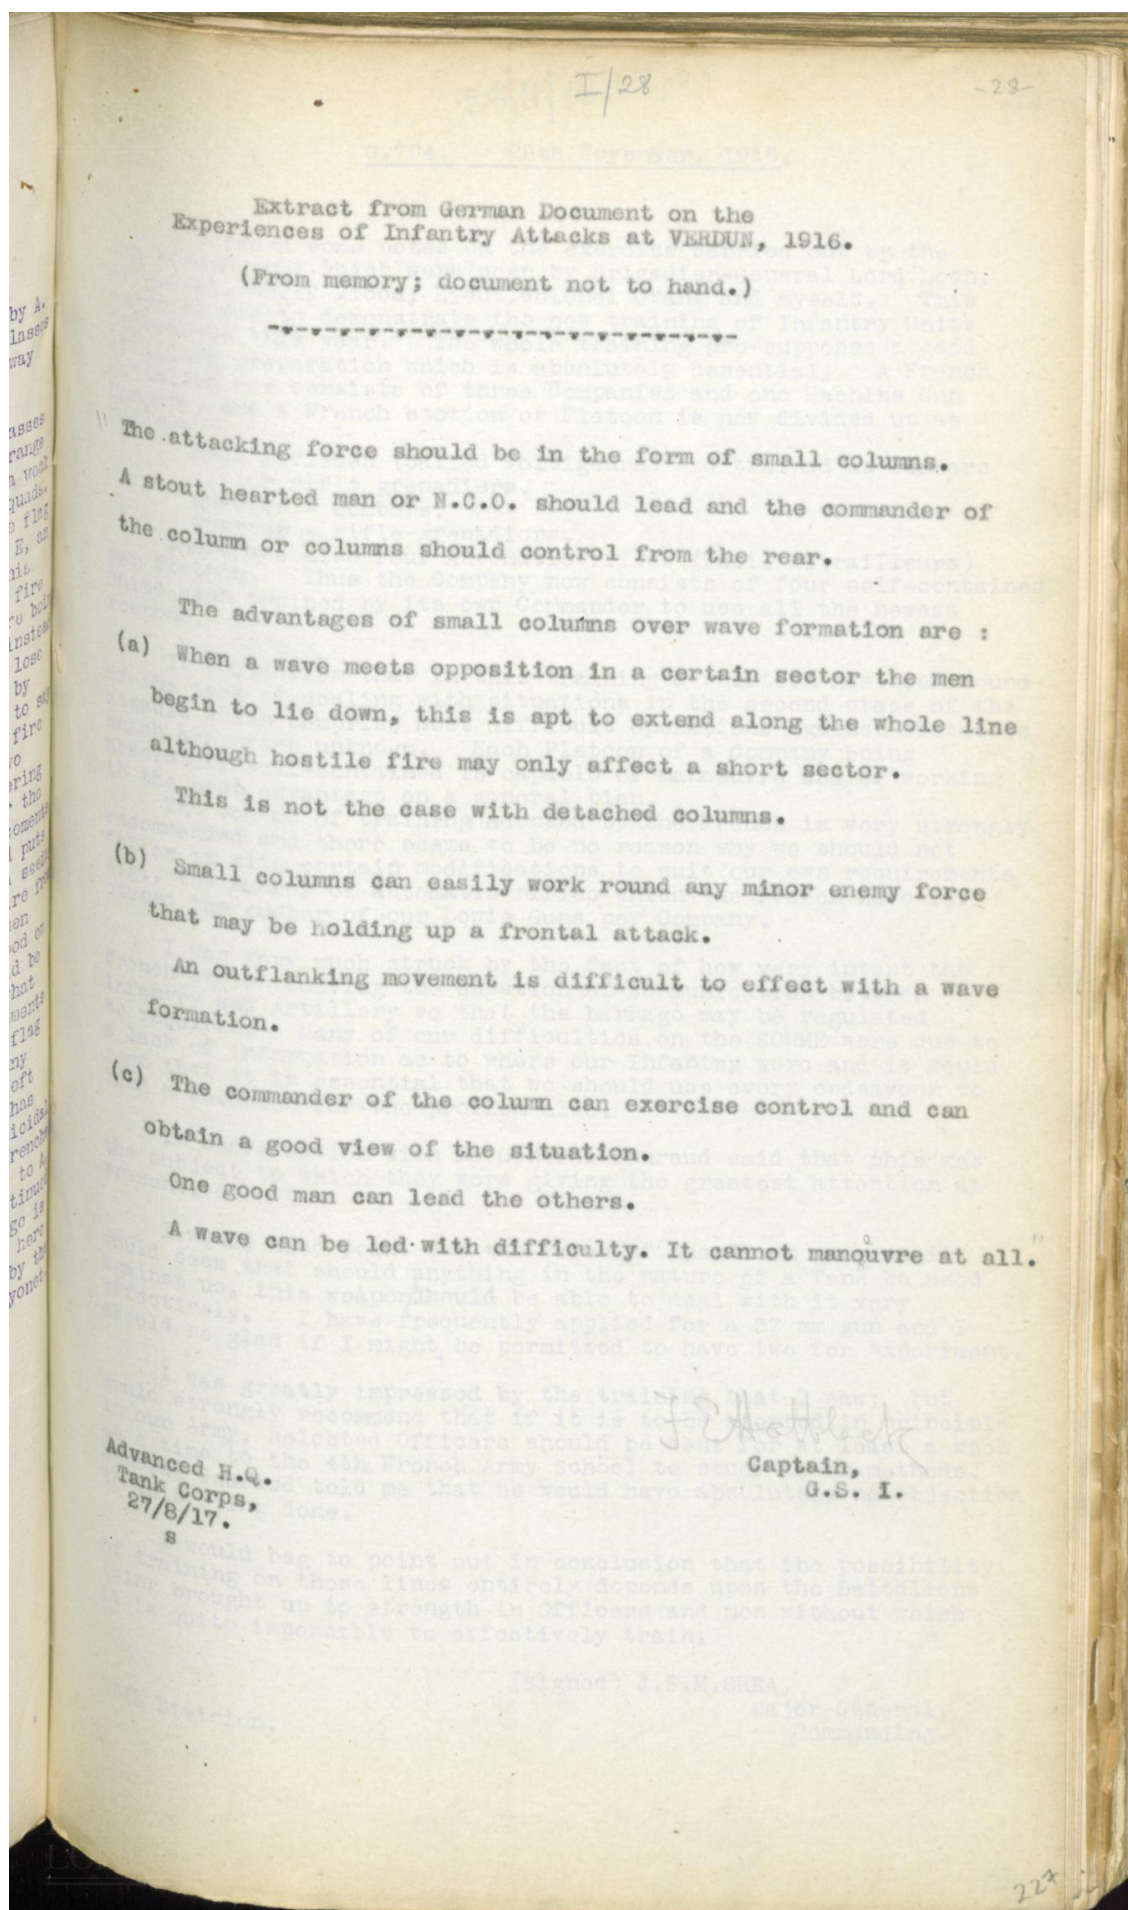 I/28
-28-
Extract from German Document on the
Experiences of Infantry Attacks at VERDUN, 1916.
(From memory; document not to hand.)
"The attacking force should be in the form of small columns.
A stout hearted man or N.C.O. should lead and the commander of
the column or columns should control from the rear.
The advantages of small columns over wave formation are :
(a) When a wave meets opposition in a certain sector the men
begin to lie down, this is apt to extend along the whole line
although hostile fire may only affect a short sector.
This is not the case with detached columns.
(b) Small columns can easily work round any minor enemy force
that may be holding up a frontal attack.
An outflanking movement is difficult to effect with a wave
formation.
(c) The commander of the column can exercise control and can
obtain a good view of the situation.
One good man can lead the others.
A wave can be led with difficulty. It cannot manouvre at all."
Captain,
G.S. I.
Advanced H.Q.
Tank Corps,
27/8/17.
s
227